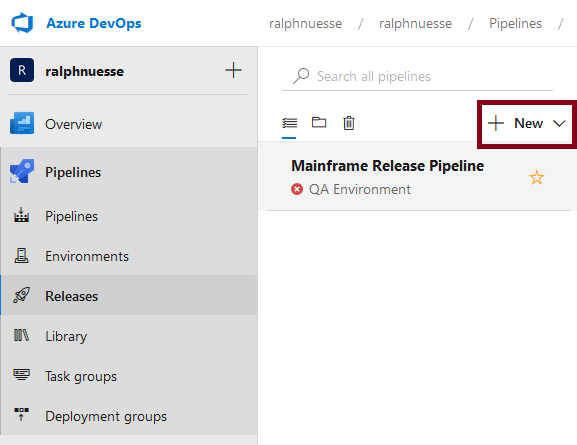 Azure DevOps
ralphnuesse / ralphnuesse / Pipelines /
R ralphnuesse
Search all pipelines
Overview
New
Pipelines
Mainframe Release Pipeline
QA Environment
Pipelines
Environments
Releases
Library
Task groups
Deployment groups